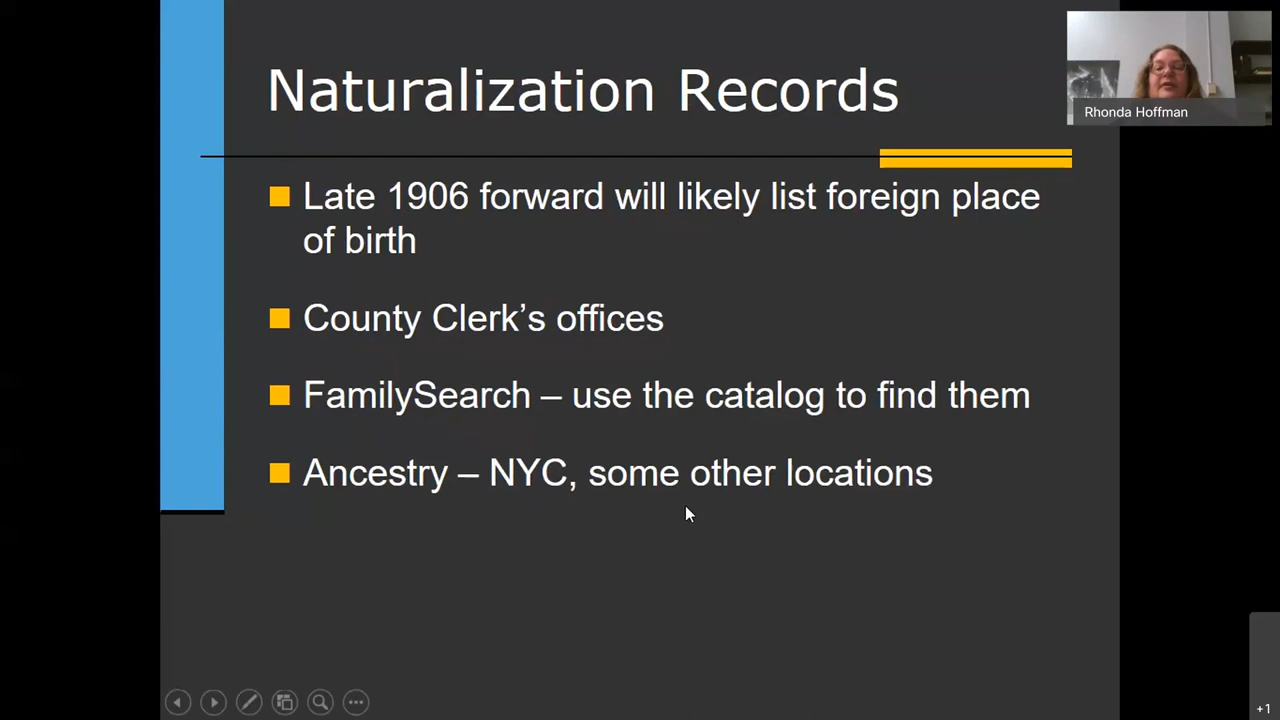 Naturalization Records
Rhonda Hoffman
Late 1906 forward will likely list foreign place
of birth
County Clerk’s offices
FamilySearch – use the catalog to find them
Ancestry – NYC, some other locations
+1